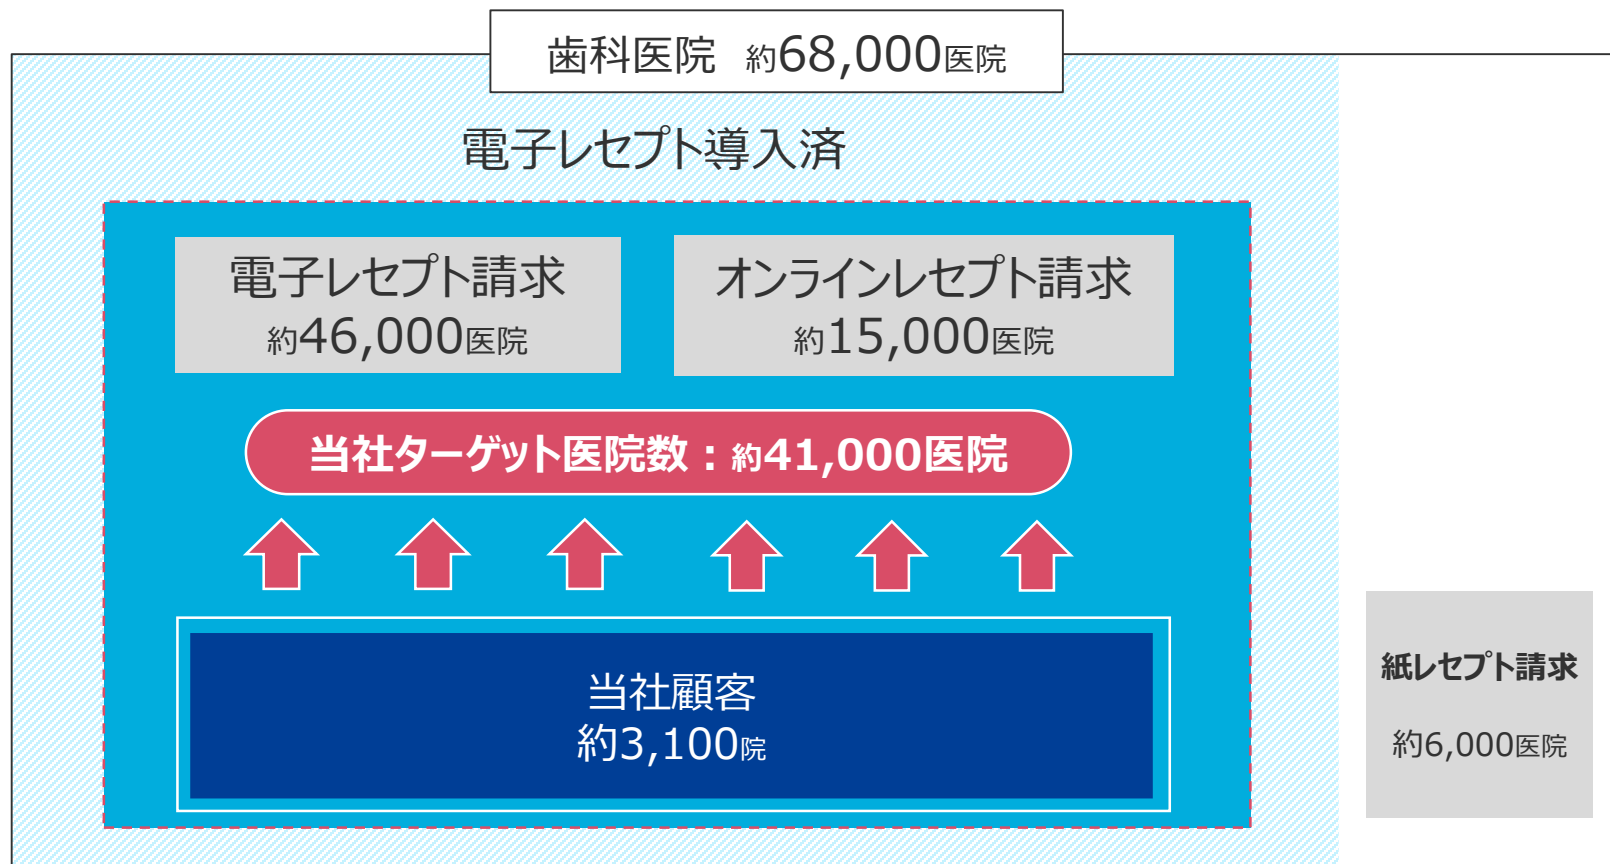 歯科医院 約68,000医院
電子レセプト導入済
電子レセプト請求
約46,000医院
オンラインレセプト請求
約15,000医院
当社ターゲット医院数：約41,000医院
当社顧客
約3,100院
紙レセプト請求
約6,000医院